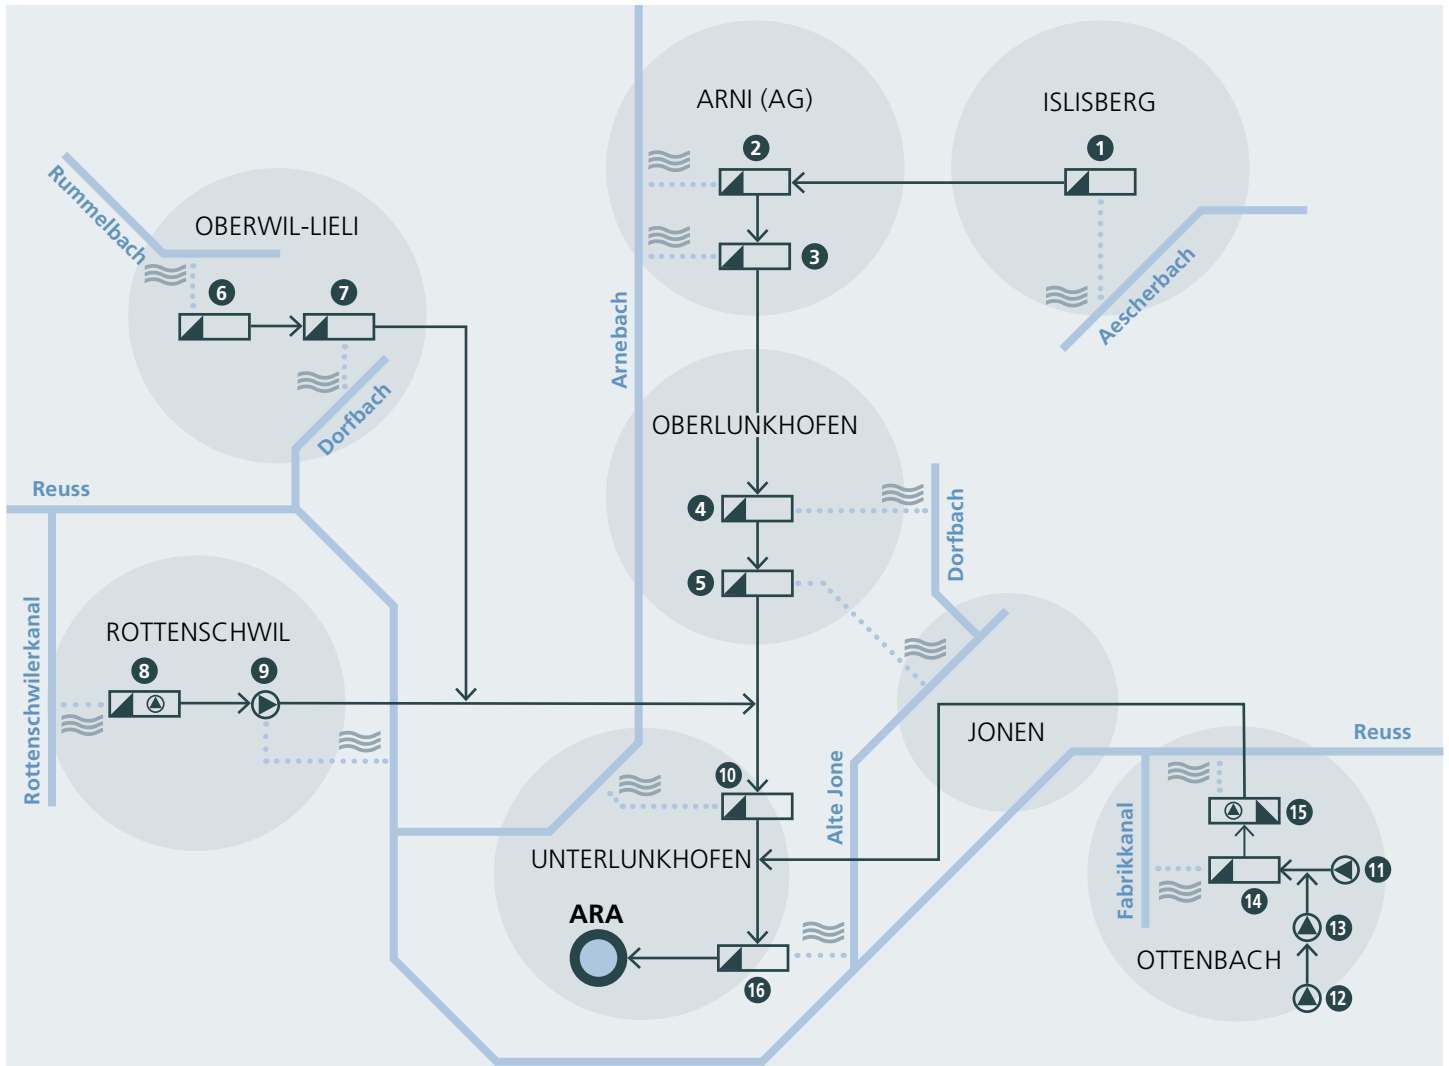 ARNI (AG)
ISLISBERG
2
1
Rummelbach
OBERWIL-LIELI
3
Aescherbach
6
7
Arnebach
Dorfbach
OBERLUNKHOFEN
Reuss
4
Dorfbach
5
Rottenschwilerkanal
ROTTENSCHWIL
8
9
JONEN
Reuss
10
Alte Jone
15
UNTERLUNKHOFEN
Fabrikkanal
11
14
ARA
13
OTTENBACH
16
12